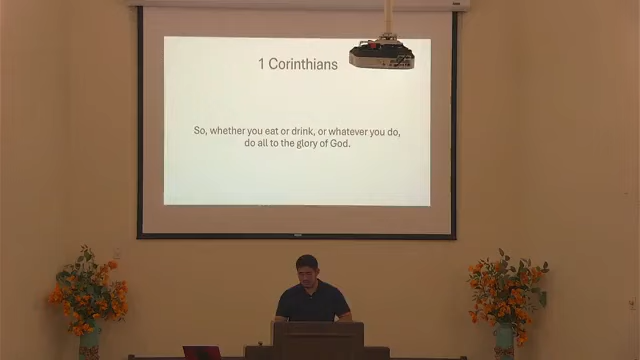 1 Corinthians
So, whether you eat or drink, or whatever you do,
do all to the glory of God.